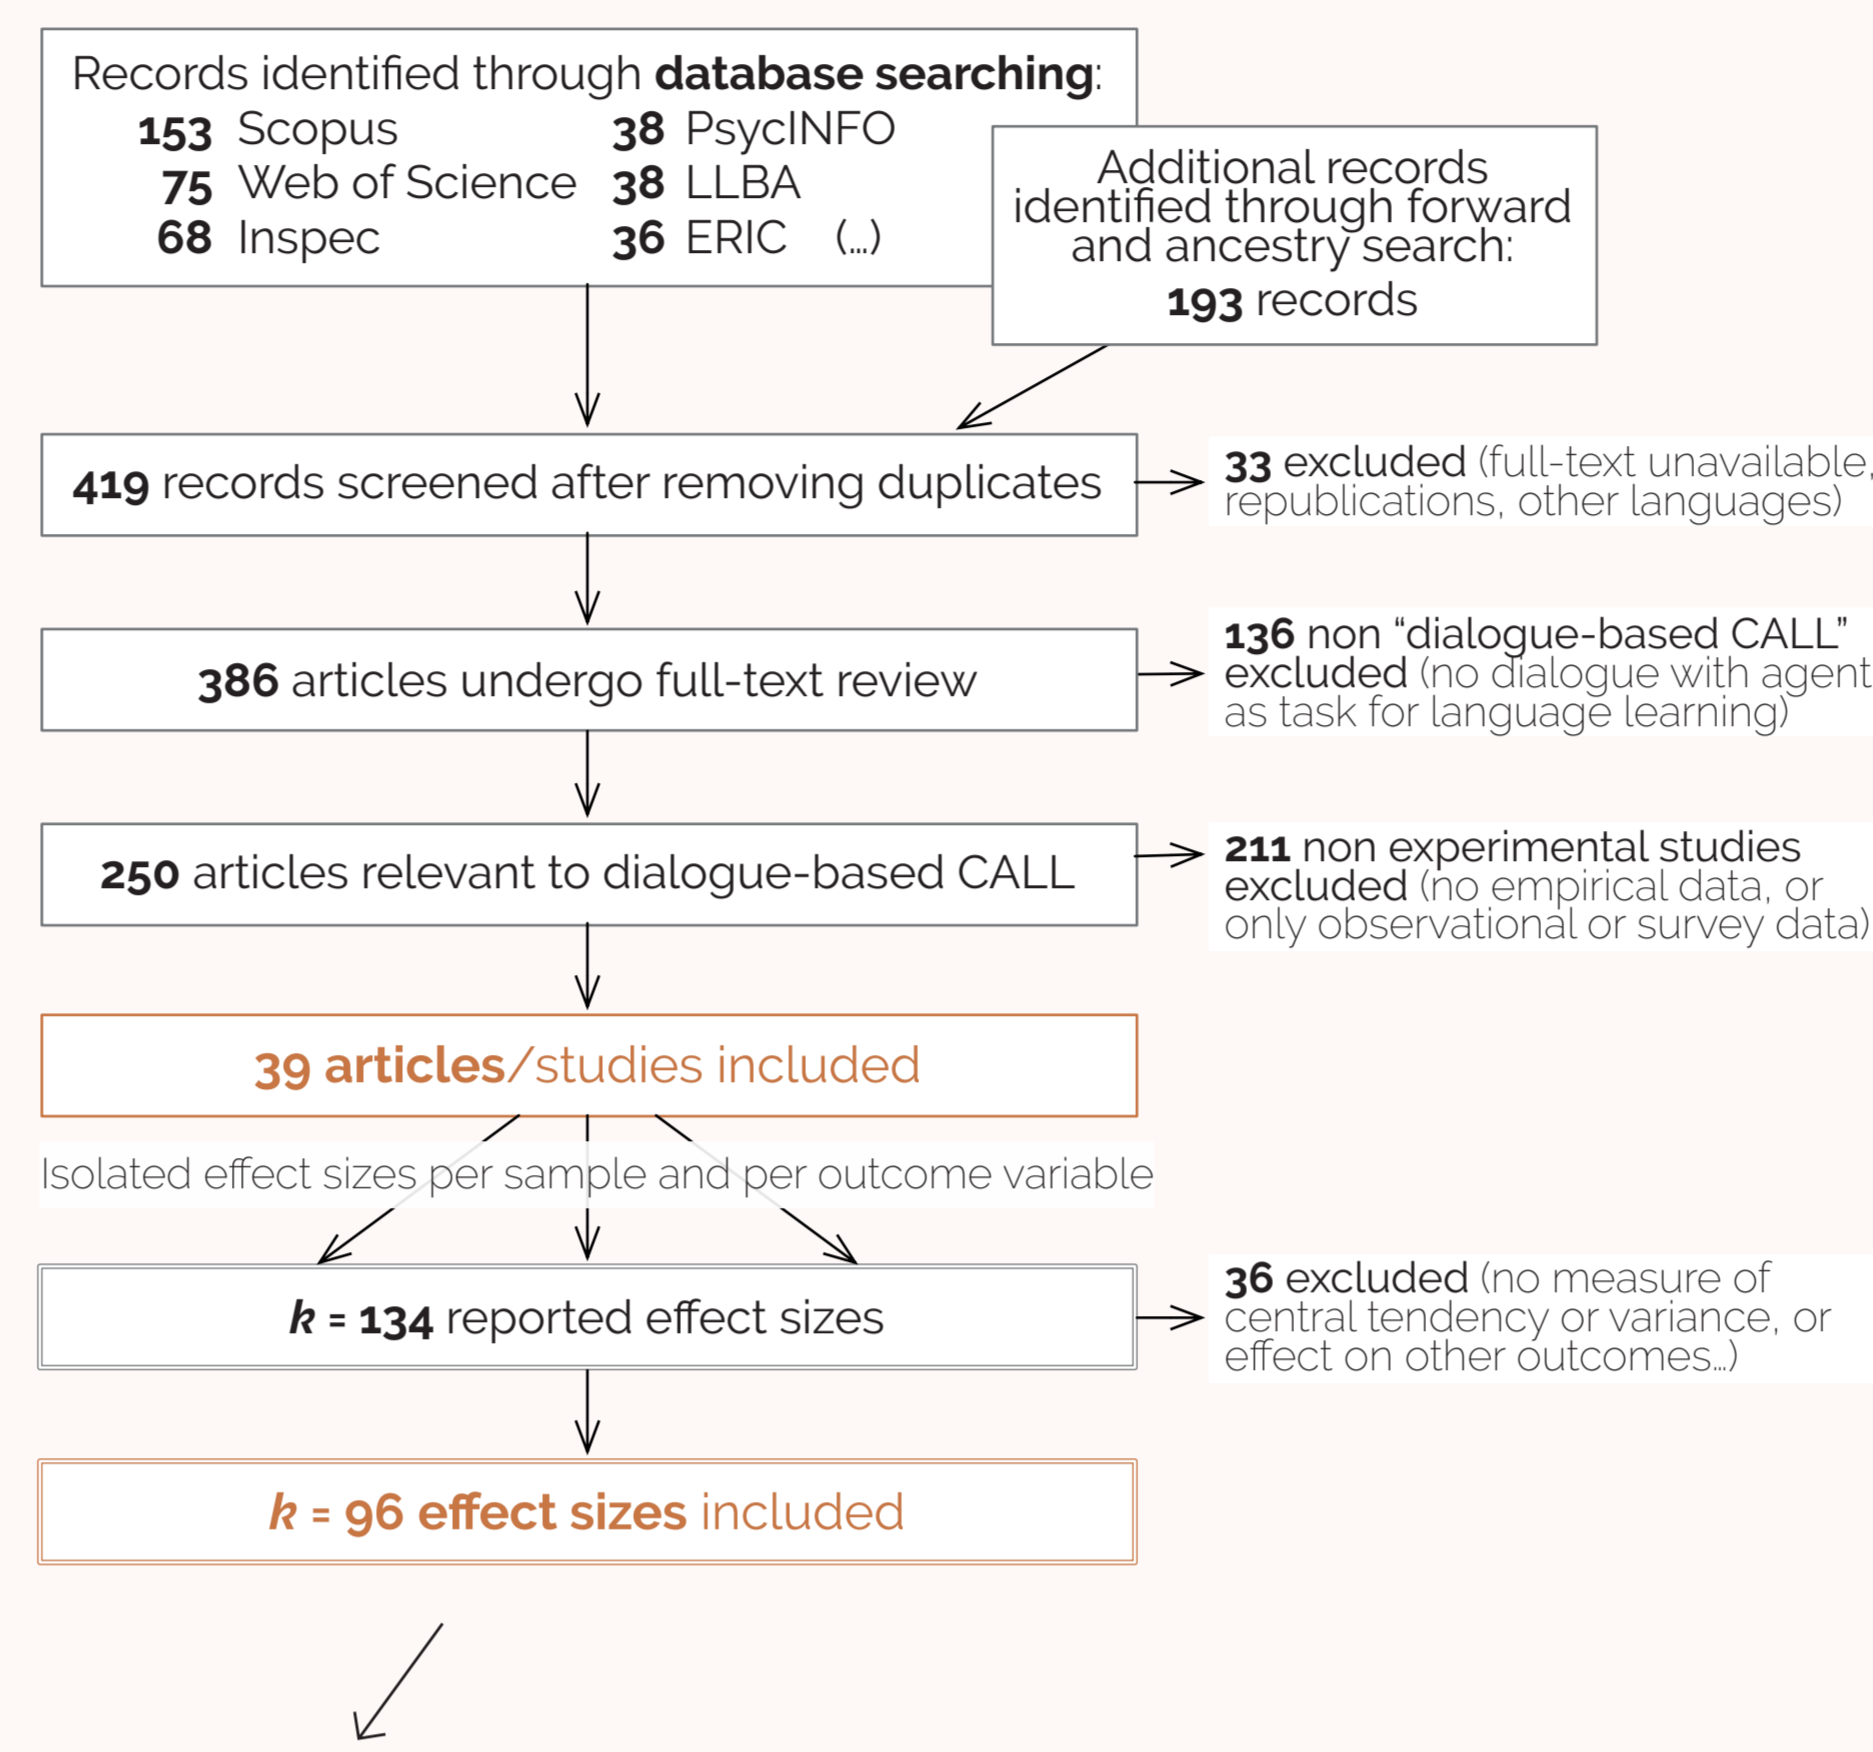 Records identified through database searching:
153 Scopus 38 PsycINFO
75 Web of Science 38 LLBA
68 Inspec 36 ERIC (...)
Additional records
identified through forward
and ancestry search:
193 records
419 records screened after removing duplicates
33 excluded (full-text unavailable,
republications, other languages)
386 articles undergo full-text review
136 non “dialogue-based CALL”
excluded (no dialogue with agent
as task for language learning)
250 articles relevant to dialogue-based CALL
211 non experimental studies
excluded (no empirical data, or
only observational or survey data)
39 articles/studies included
Isolated effect sizes per sample and per outcome variable
k = 134 reported effect sizes
36 excluded (no measure of
central tendency or variance, or
effect on other outcomes...)
k = 96 effect sizes included